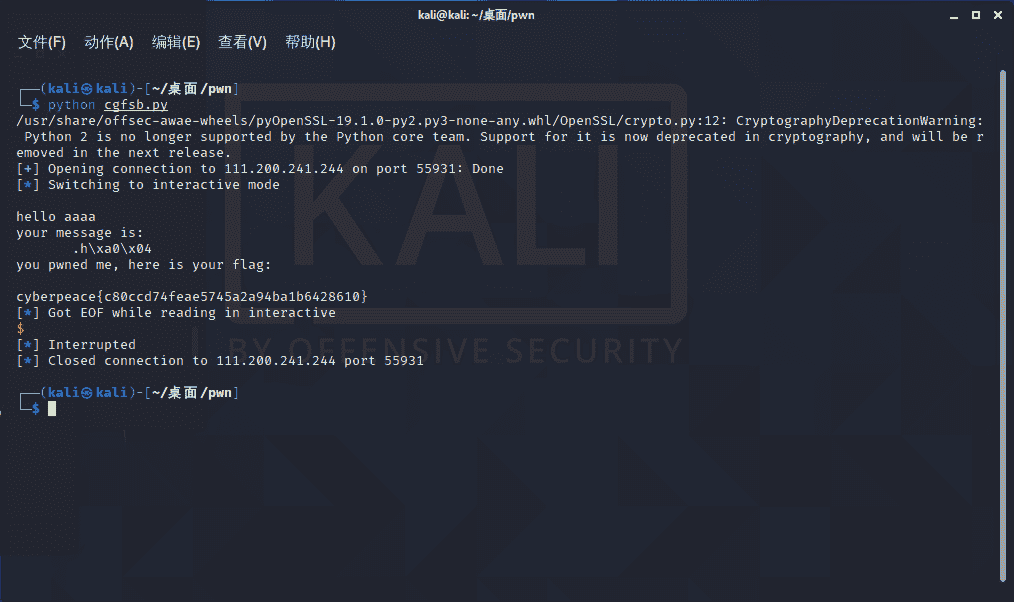 kali@kali: ~/桌面/pwn
文件(F) 动作(A) 编辑(E) 查看(V) 帮助(H)
┌──(kali㉿kali)-[~/桌面/pwn]
└─$ python cgfsb.py
/usr/share/offsec-awae-wheels/pyOpenSSL-19.1.0-py2.py3-none-any.whl/OpenSSL/crypto.py:12: CryptographyDeprecationWarning:
Python 2 is no longer supported by the Python core team. Support for it is now deprecated in cryptography, and will be r
emoved in the next release.
[+] Opening connection to 111.200.241.244 on port 55931: Done
[*] Switching to interactive mode
hello aaaa
your message is:
.h\xa0\x04
you pwned me, here is your flag:
cyberpeace{c80ccd74feae5745a2a94ba1b6428610}
[*] Got EOF while reading in interactive
$
[*] Interrupted
[*] Closed connection to 111.200.241.244 port 55931
┌──(kali㉿kali)-[~/桌面/pwn]
└─$
KALI
BY OFFENSIVE SECURITY